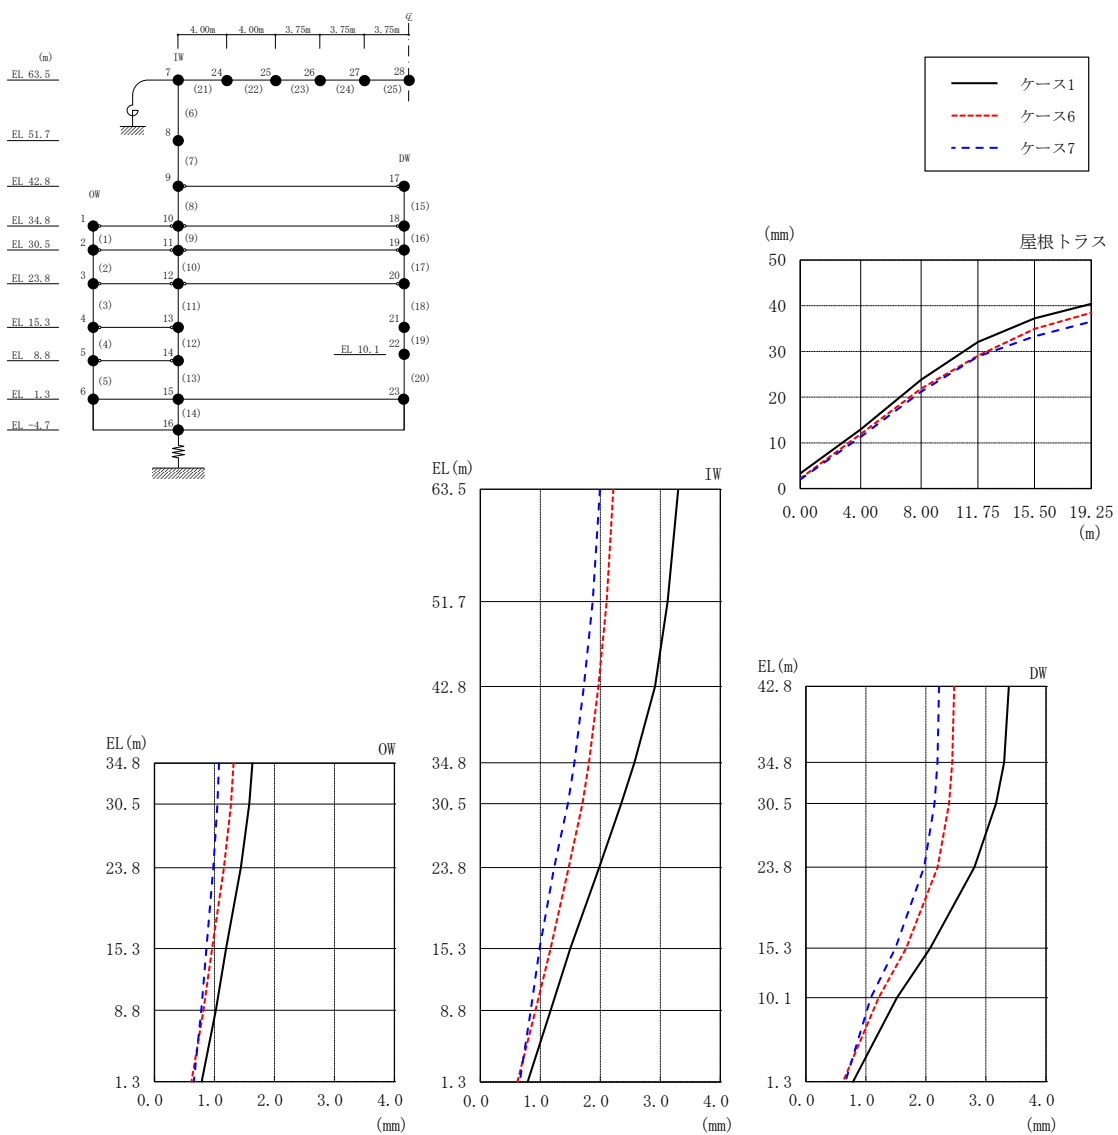 ℄
4.00m 4.00m 3.75m 3.75m 3.75m
(m)
IW
EL 63.5
7 24 25 26 27 28
(21) (22) (23) (24) (25)
(6)
EL 51.7
8
(7)
DW
EL 42.8
9 17
OW
(8) (15)
EL 34.8
1 10 18
(1) (9) (16)
EL 30.5
2 11 19
(2) (10) (17)
EL 23.8
3 12 20
(3) (11) (18)
EL 15.3
4 13 21
(4) (12) (19)
EL 10.1
22
EL 8.8
5 14
(5) (13) (20)
EL 1.3
6 15 23
(14)
EL -4.7
16
ケース1
ケース6
ケース7
(mm)
屋根トラス
50
40
30
20
10
0
0.00 4.00 8.00 11.75 15.50 19.25
(m)
EL(m)
IW
63.5
51.7
42.8
34.8
30.5
23.8
15.3
8.8
1.3
0.0 1.0 2.0 3.0 4.0
(mm)
EL(m)
DW
42.8
34.8
30.5
23.8
15.3
10.1
1.3
0.0 1.0 2.0 3.0 4.0
(mm)
EL(m)
OW
34.8
30.5
23.8
15.3
8.8
1.3
0.0 1.0 2.0 3.0 4.0
(mm)